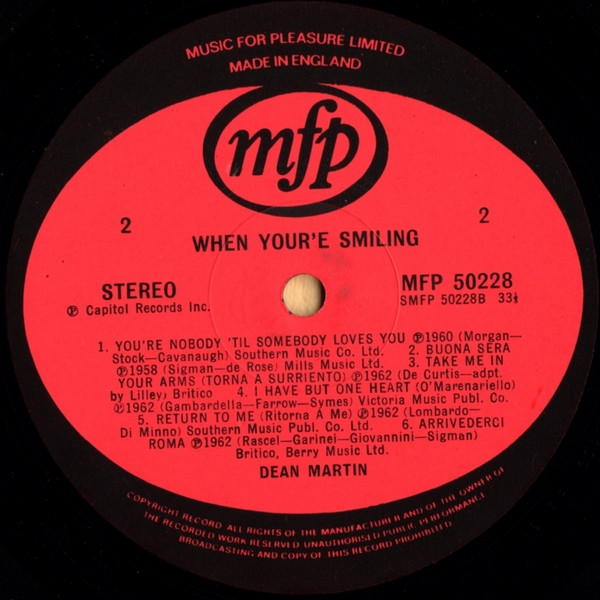 MUSIC FOR PLEASURE LIMITED
MADE IN ENGLAND
mfp
2
2
WHEN YOUR'E SMILING
STEREO
MFP 50228
℗ Capitol Records Inc.
SMFP 50228B 33⅓
1. YOU'RE NOBODY 'TIL SOMEBODY LOVES YOU ℗1960 (Morgan—
Stock—Cavanaugh) Southern Music Co. Ltd. 2. BUONA SERA
℗1958 (Sigman—de Rose) Mills Music Ltd. 3. TAKE ME IN
YOUR ARMS (TORNA A SURRIENTO) ℗1962 (De Curtis—adpt.
by Lilley) Britico 4. I HAVE BUT ONE HEART (O'Marenariello)
℗1962 (Gambardella—Farrow—Symes) Victoria Music Publ. Co.
5. RETURN TO ME (Ritorna A Me) ℗1962 (Lombardo—
Di Minno) Southern Music Publ. Co. Ltd. 6. ARRIVEDERCI
ROMA ℗1962 (Rascel—Garinei—Giovannini—Sigman)
Britico, Berry Music Ltd.
DEAN MARTIN
COPYRIGHT RECORD ALL RIGHTS OF THE MANUFACTURER AND OF THE OWNER OF
THE RECORDED WORK RESERVED UNAUTHORISED PUBLIC PERFORMANCE
BROADCASTING AND COPY OF THIS RECORD PROHIBITED